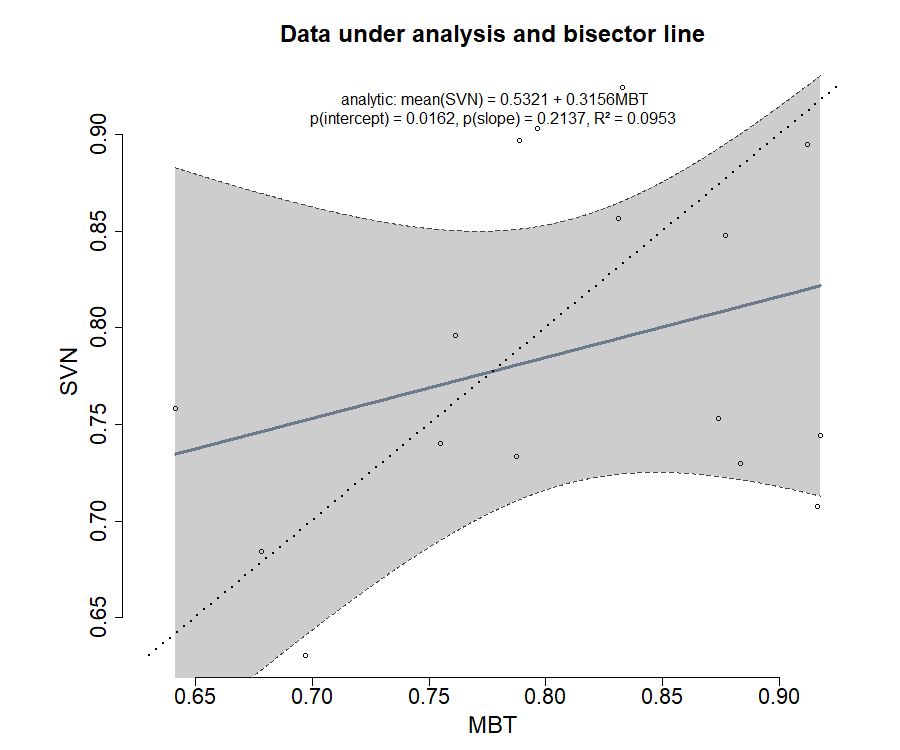 Data under analysis and bisector line
analytic: mean(SVN) = 0.5321 + 0.3156MBT
p(intercept) = 0.0162, p(slope) = 0.2137, R² = 0.0953
0.90
0.85
0.80
0.75
0.70
0.65
SVN
0.65 0.70 0.75 0.80 0.85 0.90
MBT